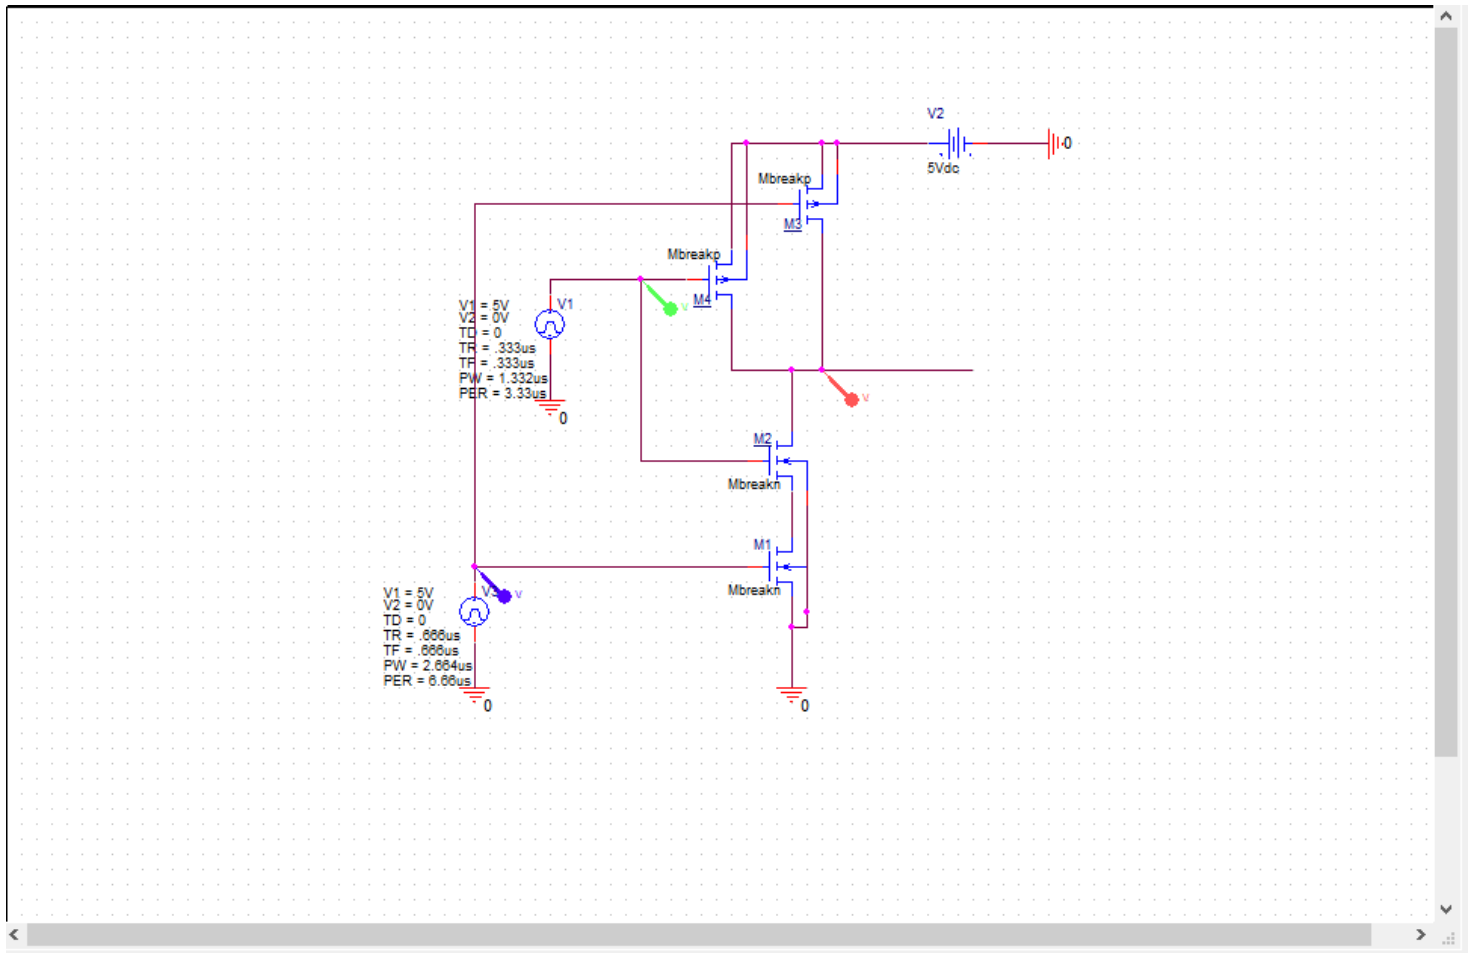 V2
0
5Vdc
Mbreakp
M3
Mbreakp
M4
V
V1
V1 = 5V
V2 = 0V
TD = 0
TR = .333us
TF = .333us
PW = 1.332us
PER = 3.33us
0
V
M2
Mbreakn
M1
Mbreakn
V
V1 = 5V
V2 = 0V
TD = 0
TR = .666us
TF = .666us
PW = 2.664us
PER = 6.66us
0
0